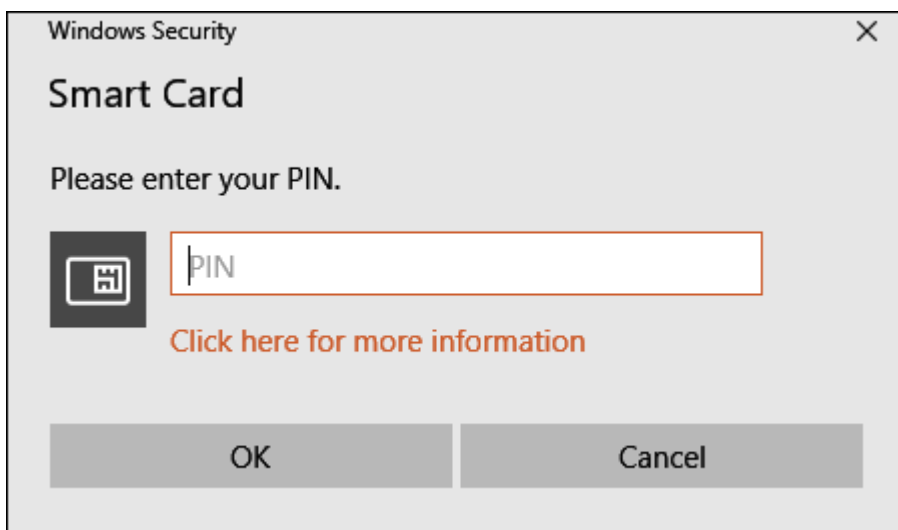 Windows Security
Smart Card
Please enter your PIN.
PIN
Click here for more information
OK
Cancel